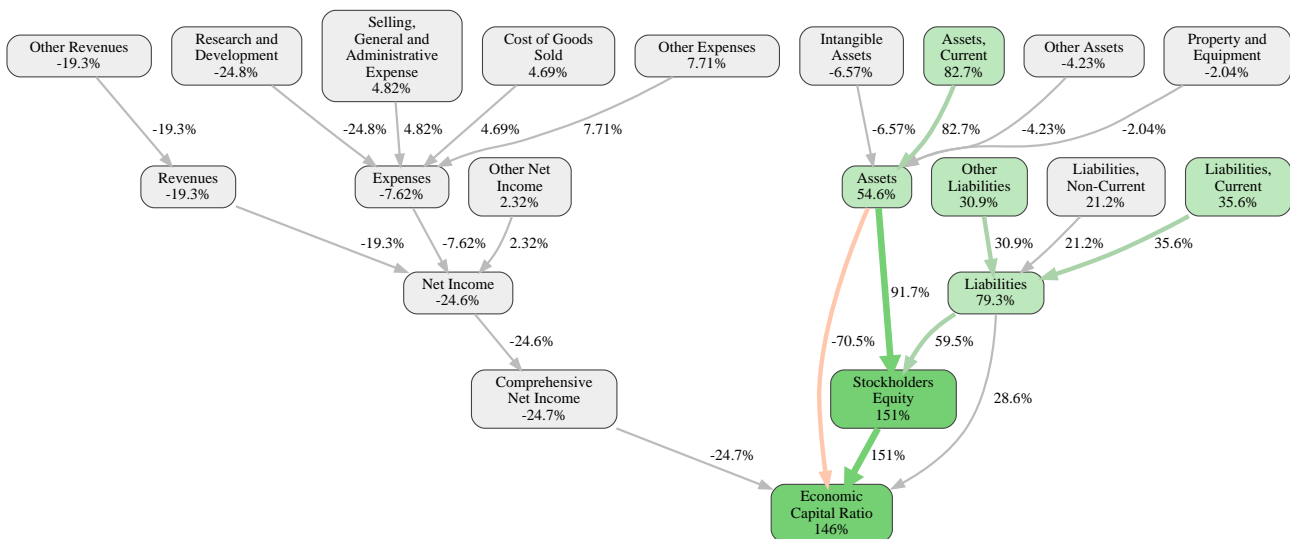 Other Revenues
-19.3%
Research and
Development
-24.8%
Selling,
General and
Administrative
Expense
4.82%
Cost of Goods
Sold
4.69%
Other Expenses
7.71%
Intangible
Assets
-6.57%
Assets,
Current
82.7%
Other Assets
-4.23%
Property and
Equipment
-2.04%
-19.3%
-24.8%
4.82%
4.69%
7.71%
-6.57%
82.7%
-4.23%
-2.04%
Revenues
-19.3%
Expenses
-7.62%
Other Net
Income
2.32%
Assets
54.6%
Other
Liabilities
30.9%
Liabilities,
Non-Current
21.2%
Liabilities,
Current
35.6%
-19.3%
-7.62%
2.32%
30.9%
21.2%
35.6%
Net Income
-24.6%
Liabilities
79.3%
91.7%
-24.6%
-70.5%
59.5%
Comprehensive
Net Income
-24.7%
Stockholders
Equity
151%
28.6%
-24.7%
151%
Economic
Capital Ratio
146%